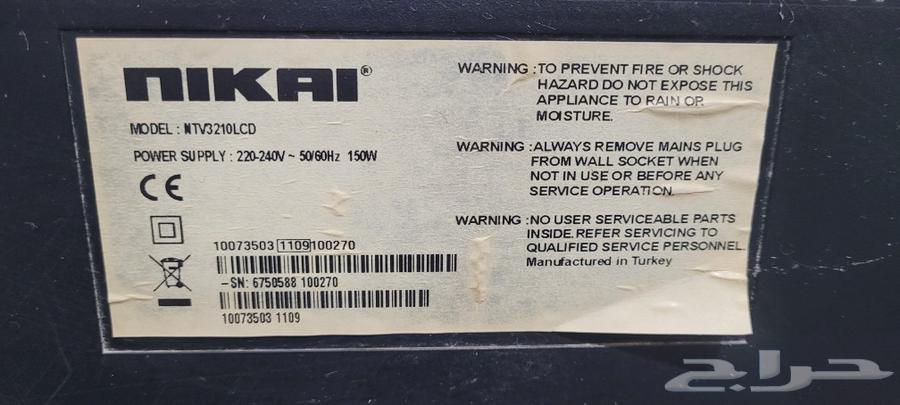 NIKAI®
MODEL : NTV3210LCD
POWER SUPPLY : 220-240V ~ 50/60Hz 150W
CE
10073503 1109 100270
-SN: 6750588 100270
10073503 1109
WARNING :TO PREVENT FIRE OR SHOCK
HAZARD DO NOT EXPOSE THIS
APPLIANCE TO RAIN OR
MOISTURE.
WARNING :ALWAYS REMOVE MAINS PLUG
FROM WALL SOCKET WHEN
NOT IN USE OR BEFORE ANY
SERVICE OPERATION.
WARNING :NO USER SERVICEABLE PARTS
INSIDE.REFER SERVICING TO
QUALIFIED SERVICE PERSONNEL.
Manufactured in Turkey
حراج